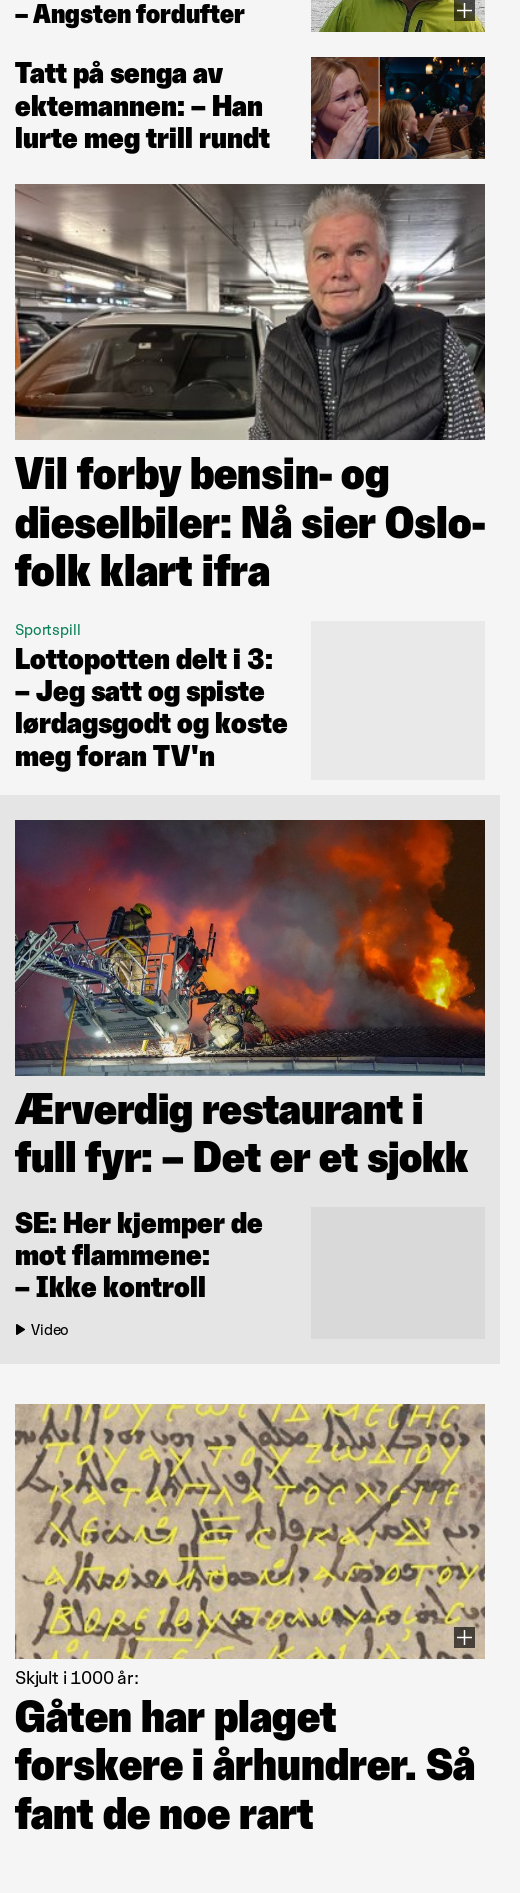 – Angsten fordufter
Tatt på senga av
ektemannen: – Han
lurte meg trill rundt
Vil forby bensin- og
dieselbiler: Nå sier Oslo-
folk klart ifra
Sportspill
Lottopotten delt i 3:
– Jeg satt og spiste
lørdagsgodt og koste
meg foran TV'n
Ærverdig restaurant i
full fyr: – Det er et sjokk
SE: Her kjemper de
mot flammene:
– Ikke kontroll
Video
ΤΟΥΑΥΤΟΥΖΩΔΙΟΥ
ΚΑΤΑΠΛΑΤΟC
ΒΟΡΕΙΟΥ
Skjult i 1000 år:
Gåten har plaget
forskere i århundrer. Så
fant de noe rart